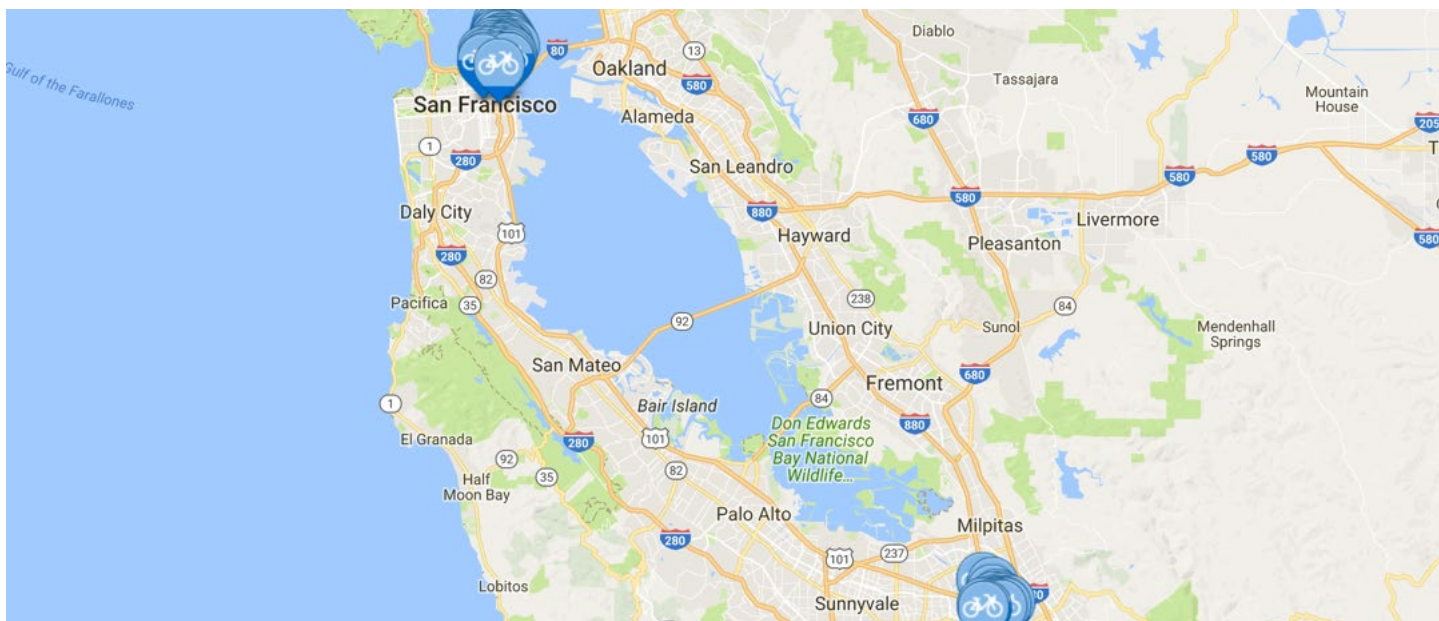 Diablo
80
13
Oakland
Tassajara
Gulf of the Farallones
580
Mountain
House
San Francisco
Alameda
680
205
T
1
280
San Leandro
580
580
580
880
Daly City
Livermore
101
Hayward
Pleasanton
580
280
82
Pacifica
35
238
84
92
Union City
Sunol
Mendenhall
Springs
San Mateo
680
Fremont
1
Bair Island
84
El Granada
280
101
Don Edwards
San Francisco
Bay National
Wildlife...
880
92
82
35
Half
Moon Bay
Palo Alto
Milpitas
280
101
237
Lobitos
Sunnyvale